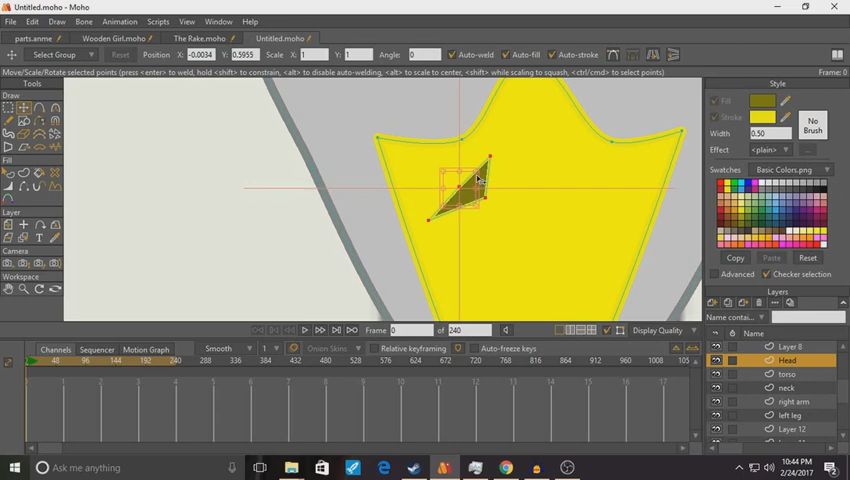 Untitled.moho - Moho
File Edit Draw Bone Animation Scripts View Window Help
parts.anme Wooden Girl.moho The Rake.moho Untitled.moho
Select Group Position X: -0.0034 Y: 0.5955 Scale X: 1 Y: 1 Angle: 0 Auto-weld Auto-fill Auto-stroke
Move/Scale/Rotate selected points (press <enter> to weld, hold <shift> to constrain, <alt> to disable auto-welding, <alt> to scale to center, <shift> while scaling to squash, <ctrl/cmd> to select points) Frame: 0
Tools
Draw
Fill
Layer
Camera
Workspace
Style
Fill
Stroke
No Brush
Width 0.50
Effect <plain> ...
Swatches Basic Colors.png
Copy Paste Reset
Advanced Checker selection
Layers
Name contai...
Name
Layer 8
Head
torso
neck
right arm
left leg
Layer 12
Frame 0 of 240 Display Quality
Channels Sequencer Motion Graph Smooth 1 Onion Skins Relative keyframing Auto-freeze keys
0 48 96 144 192 240 288 336 384 432 480 528 576 624 672 720 768 816 864 912 960 1008 105
1 2 3 4 5 6 7 8 9 10 11 12 13 14 15 16 17
Ask me anything
10:44 PM
2/24/2017